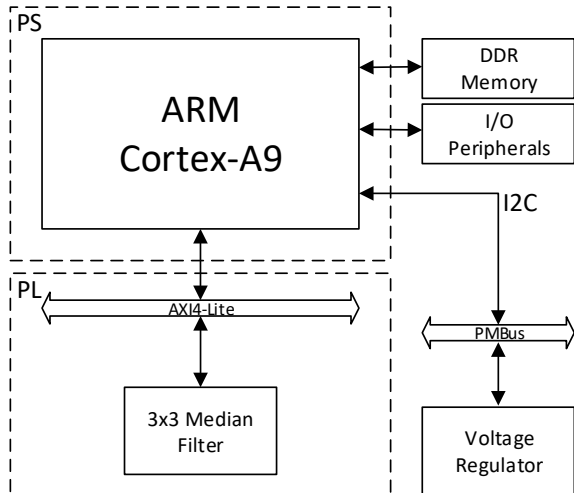 PS
ARM
Cortex-A9
DDR
Memory
I/O
Peripherals
I2C
PL
AXI4-Lite
PMBus
3x3 Median
Filter
Voltage
Regulator